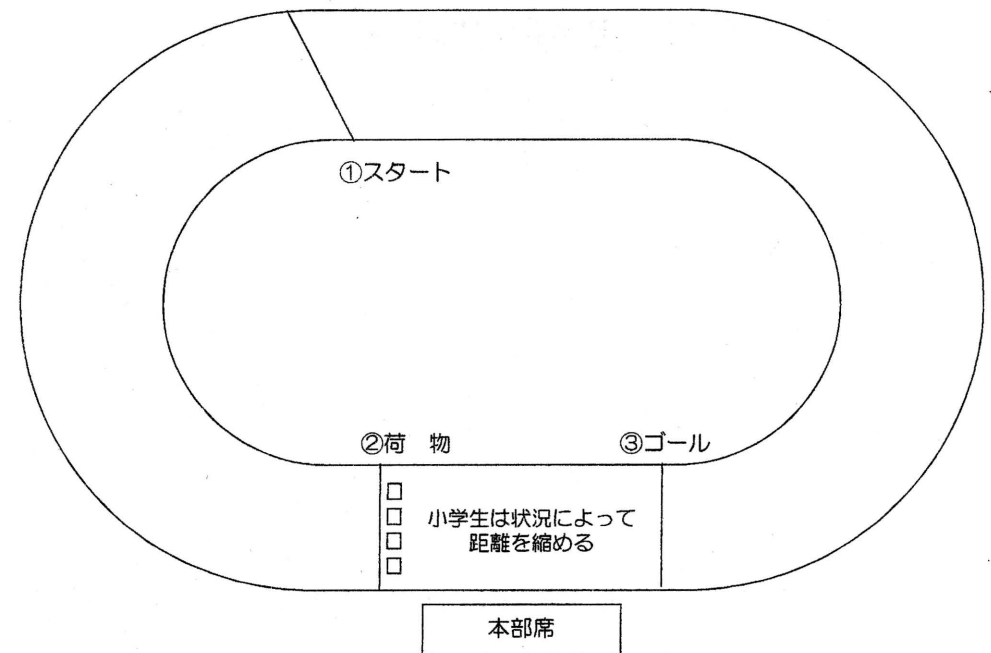 ①スタート
②荷　物
③ゴール
小学生は状況によって
距離を縮める
本部席